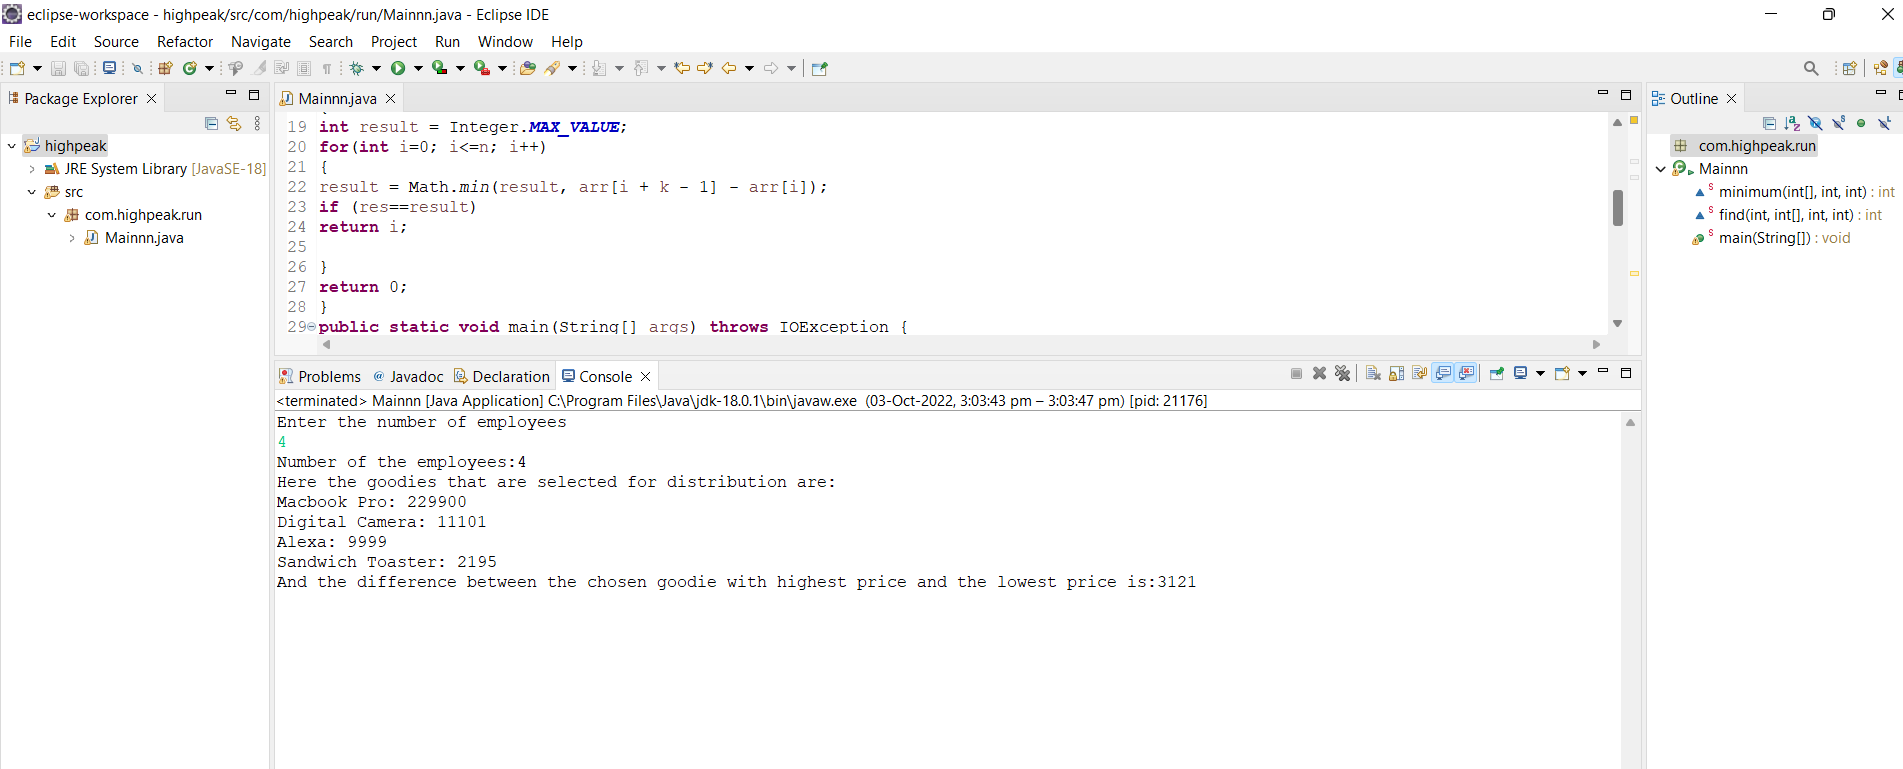 eclipse-workspace - highpeak/src/com/highpeak/run/Mainnn.java - Eclipse IDE
File Edit Source Refactor Navigate Search Project Run Window Help
Package Explorer
highpeak
JRE System Library [JavaSE-18]
src
com.highpeak.run
Mainnn.java
Mainnn.java
19 int result = Integer.MAX_VALUE;
20 for(int i=0; i<=n; i++)
21 {
22 result = Math.min(result, arr[i + k - 1] - arr[i]);
23 if (res==result)
24 return i;
25
26 }
27 return 0;
28 }
29 public static void main(String[] args) throws IOException {
Problems @ Javadoc Declaration Console
<terminated> Mainnn [Java Application] C:\Program Files\Java\jdk-18.0.1\bin\javaw.exe (03-Oct-2022, 3:03:43 pm – 3:03:47 pm) [pid: 21176]
Enter the number of employees
4
Number of the employees:4
Here the goodies that are selected for distribution are:
Macbook Pro: 229900
Digital Camera: 11101
Alexa: 9999
Sandwich Toaster: 2195
And the difference between the chosen goodie with highest price and the lowest price is:3121
Outline
com.highpeak.run
Mainnn
minimum(int[], int, int) : int
find(int, int[], int, int) : int
main(String[]) : void